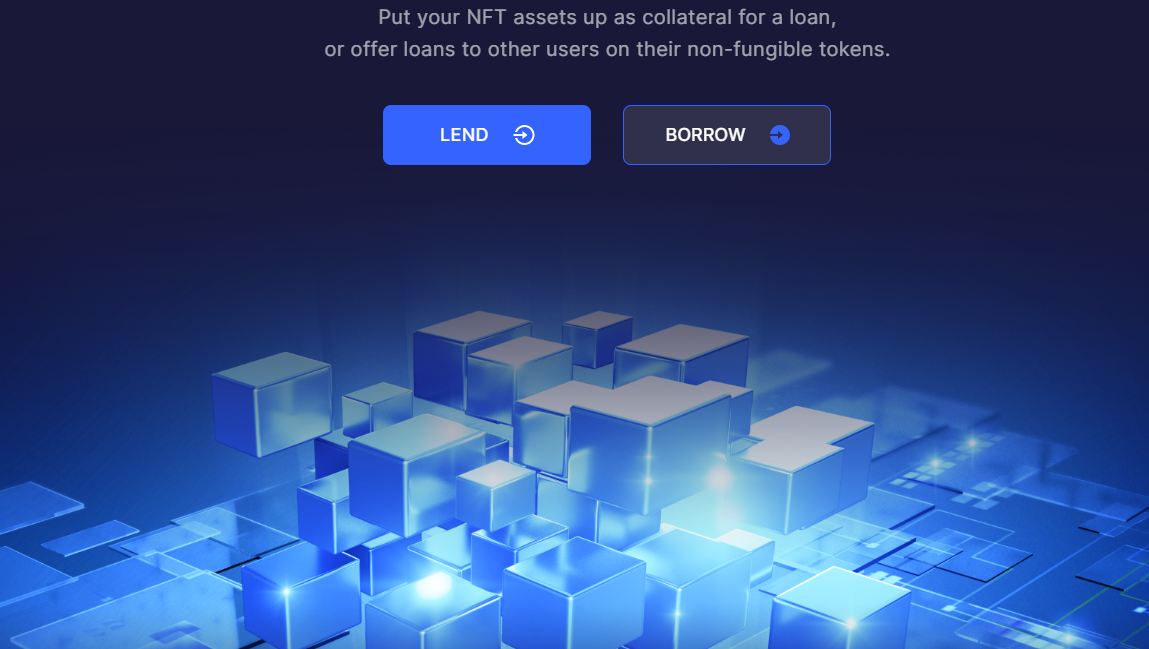 Put your NFT assets up as collateral for a loan,
or offer loans to other users on their non-fungible tokens.
LEND
BORROW